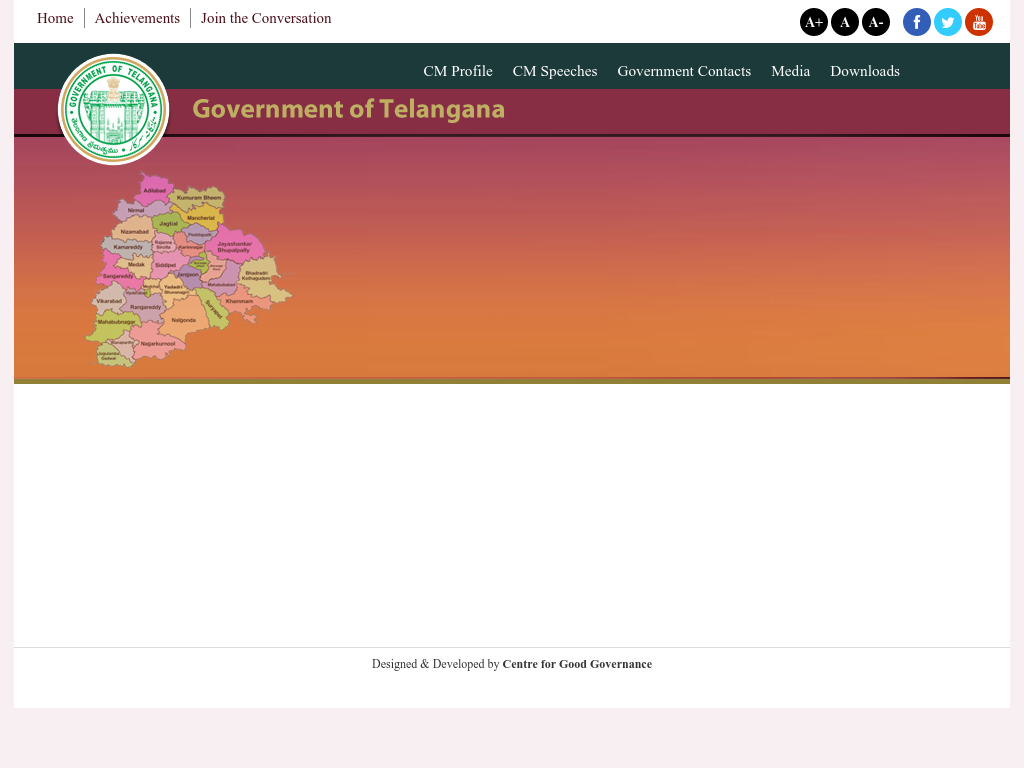 Home
Achievements
Join the Conversation
A+
A
A-
You
Tube
CM Profile
CM Speeches
Government Contacts
Media
Downloads
GOVERNMENT OF TELANGANA
Government of Telangana
Adilabad
Kumuram Bheem
Nirmal
Mancherial
Jagtial
Nizamabad
Peddapalli
Rajanna
Sircilla
Karimnagar
Jayashankar
Bhupalpally
Kamareddy
Medak
Siddipet
Jangaon
Sangareddy
Mahabubabad
Bhadradri
Kothagudem
Yadadri
Bhuvanagiri
Vikarabad
Rangareddy
Suryapet
Khammam
Mahabubnagar
Nalgonda
Wanaparthy
Nagarkurnool
Jogulamba
Gadwal
Designed & Developed by Centre for Good Governance